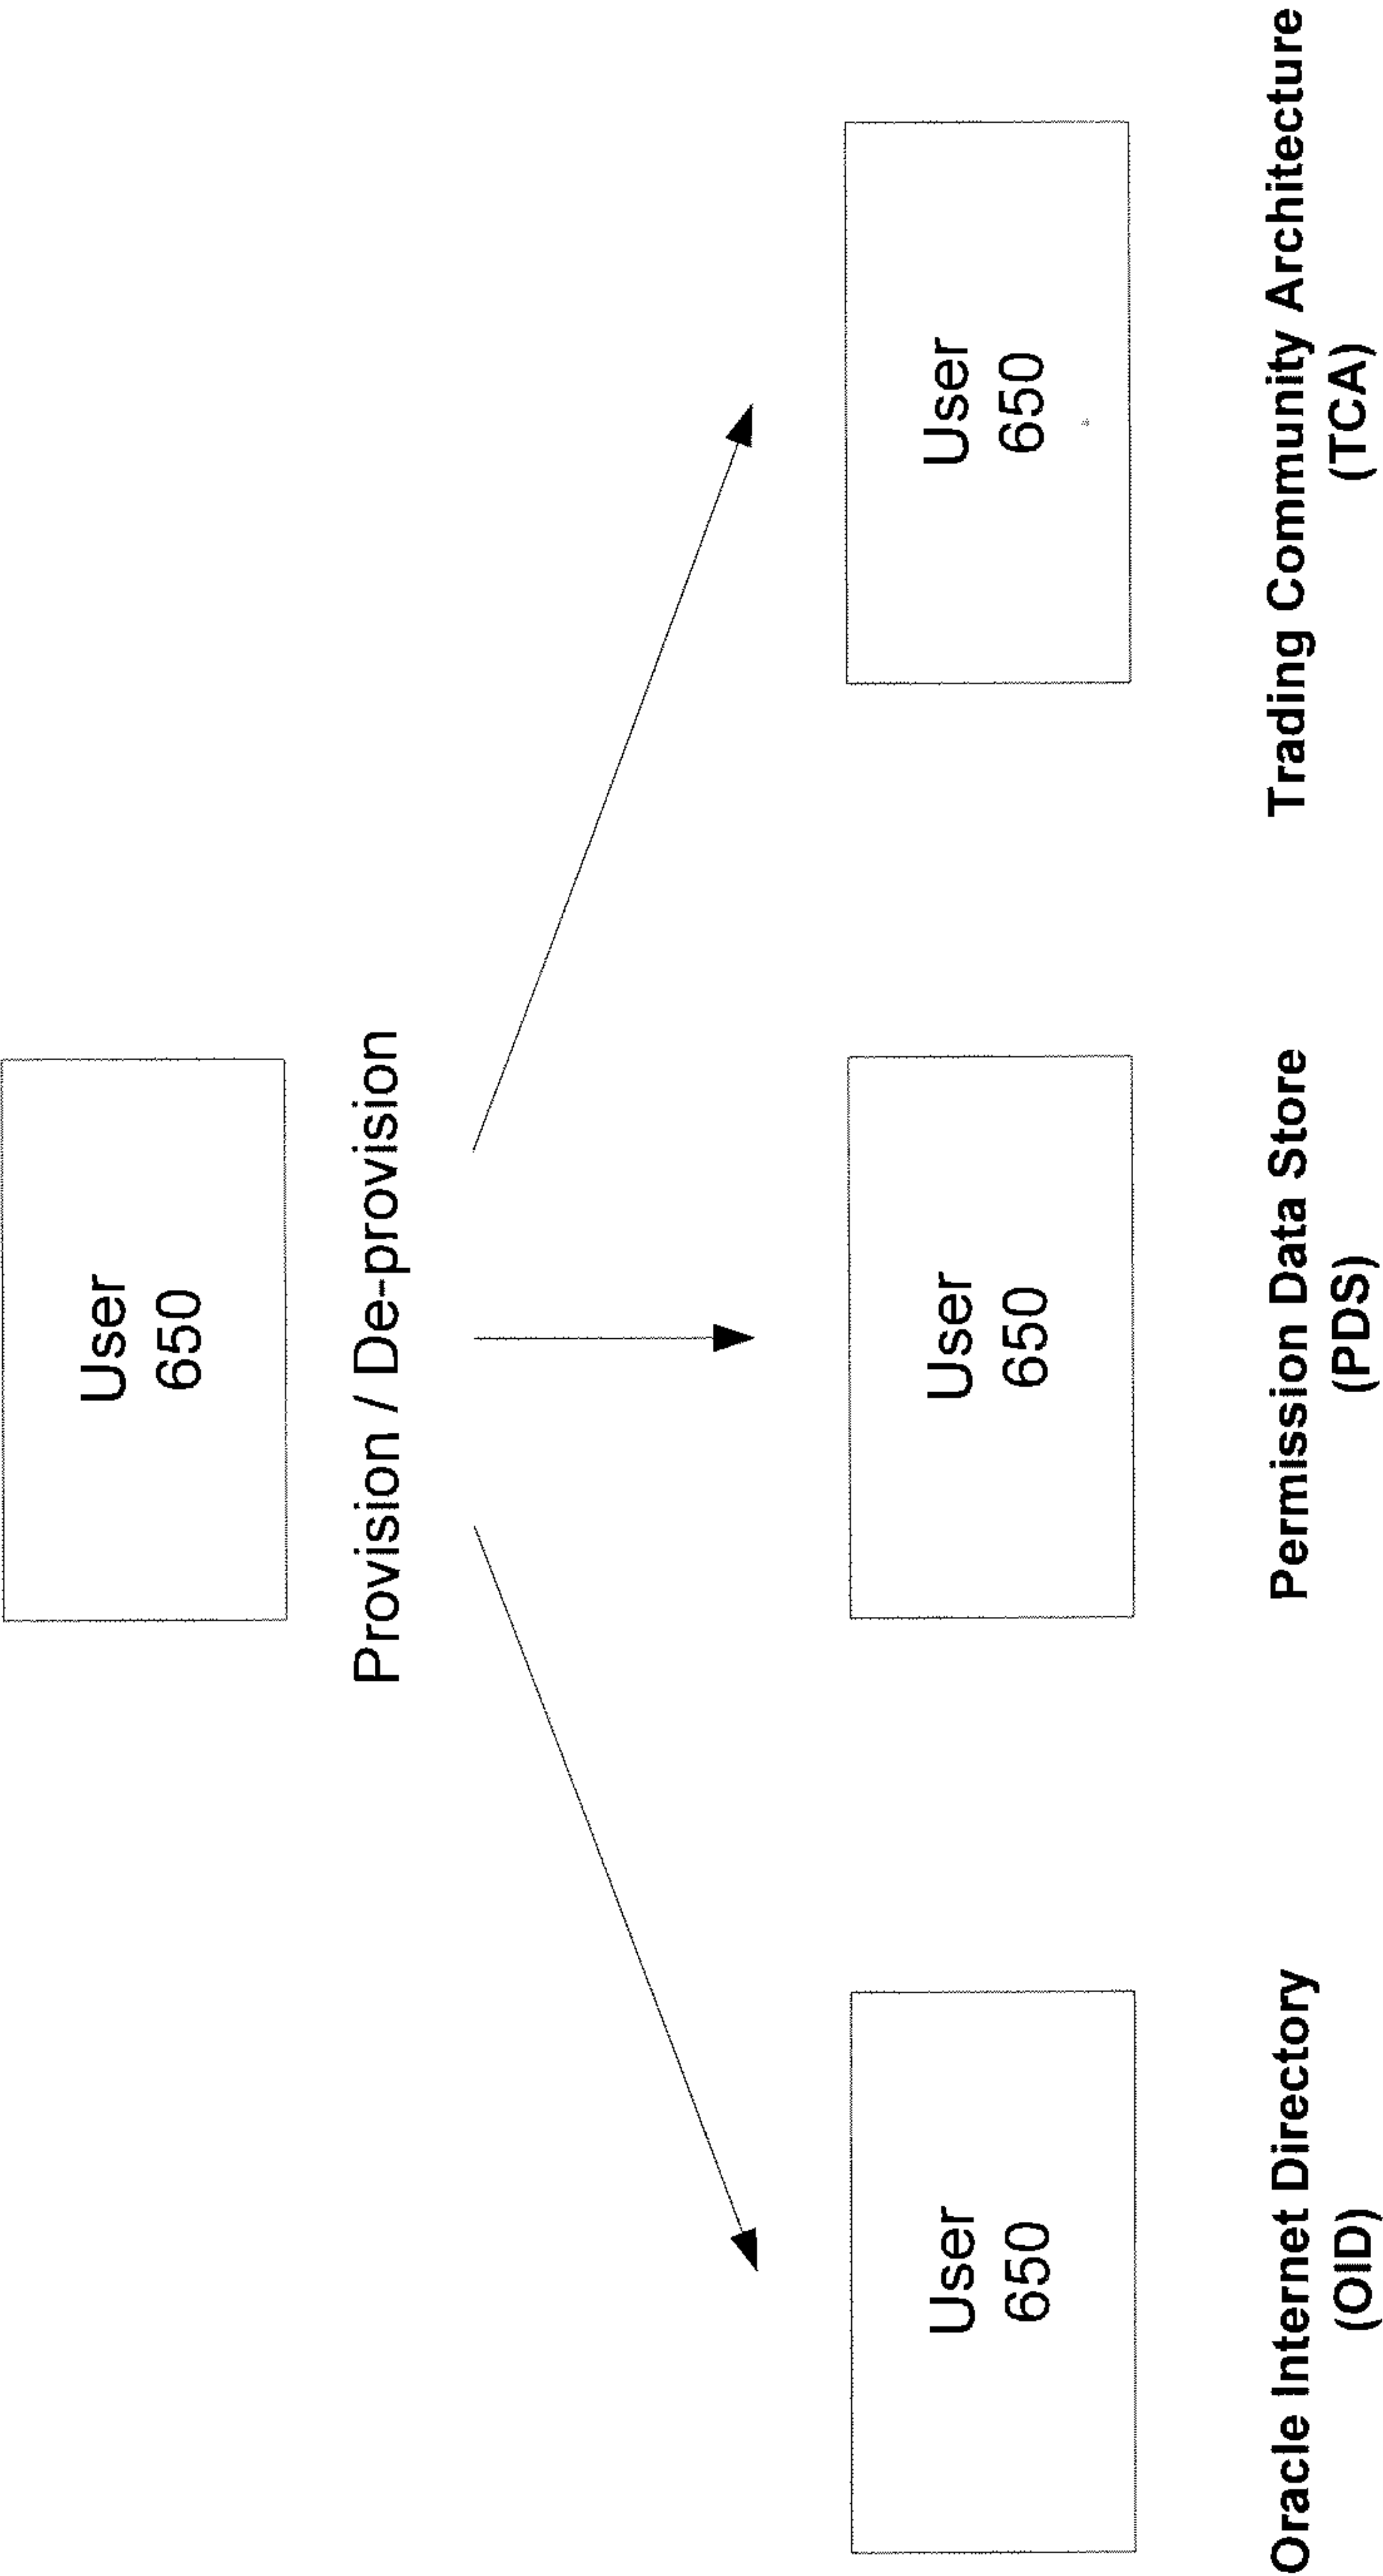 User
650
Provision / De-provision
User
650
Oracle Internet Directory
(OID)
User
650
Permission Data Store
(PDS)
User
650
Trading Community Architecture
(TCA)